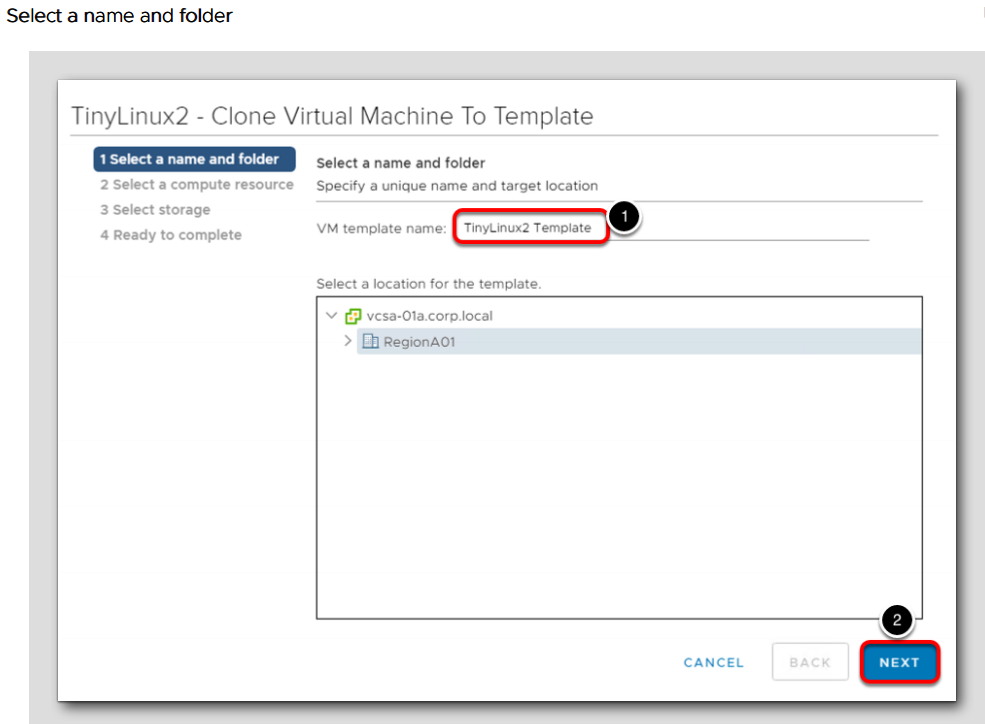 Select a name and folder
TinyLinux2 - Clone Virtual Machine To Template
1 Select a name and folder
2 Select a compute resource
3 Select storage
4 Ready to complete
Select a name and folder
Specify a unique name and target location
VM template name: TinyLinux2 Template
1
Select a location for the template.
vcsa-01a.corp.local
RegionA01
2
CANCEL BACK NEXT